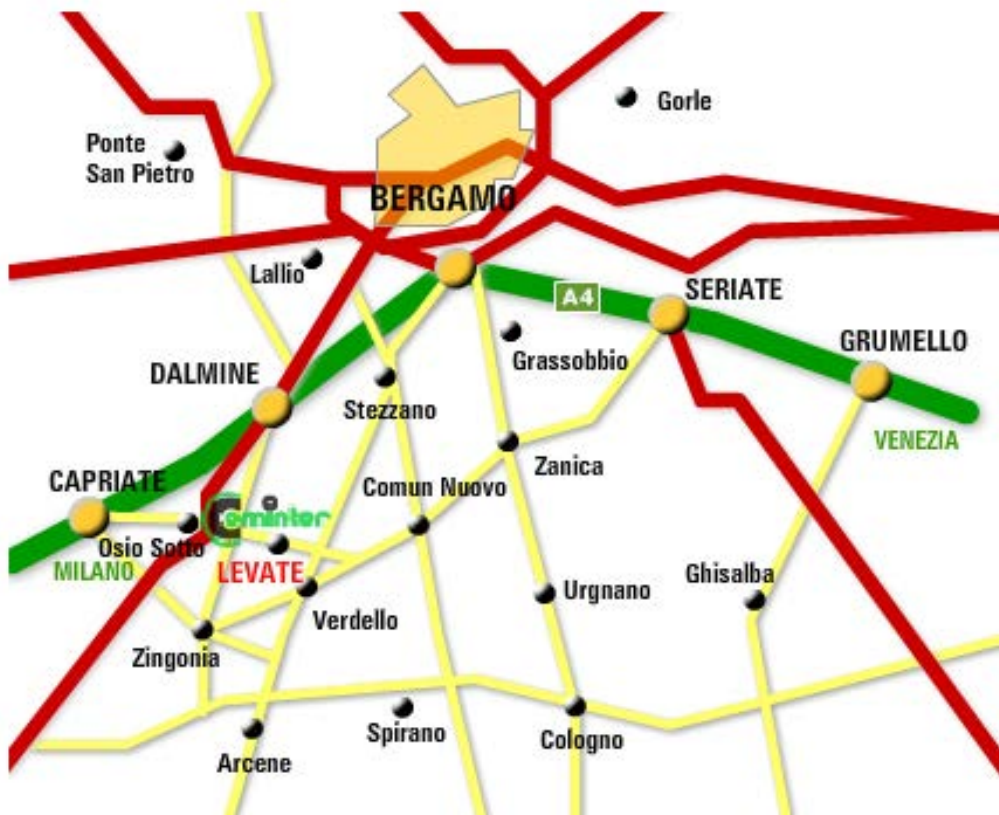 Gorle
Ponte
San Pietro
BERGAMO
Lallio
A4
SERIATE
Grassobbio
GRUMELLO
DALMINE
Stezzano
VENEZIA
Zanica
CAPRIATE
Comun Nuovo
Cominter
Osio Sotto
MILANO
LEVATE
Ghisalba
Urgnano
Verdello
Zingonia
Spirano
Cologno
Arcene